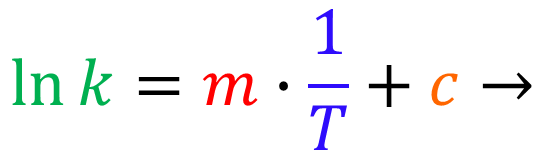 ln k = m · 1/T + c →